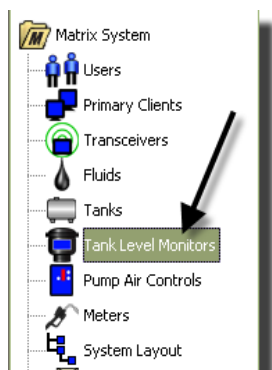 Matrix System
Users
Primary Clients
Transceivers
Fluids
Tanks
Tank Level Monitors
Pump Air Controls
Meters
System Layout